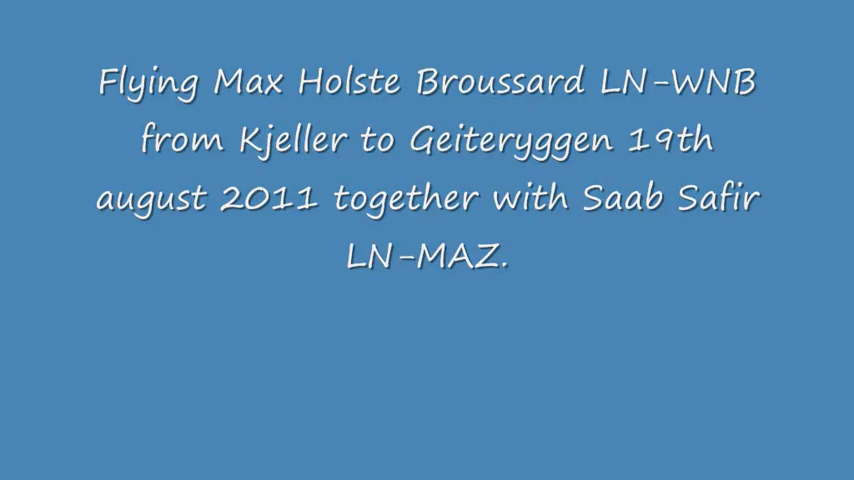 Flying Max Holste Broussard LN-WNB
from Kjeller to Geiteryggen 19th
august 2011 together with Saab Safir
LN-MAZ.